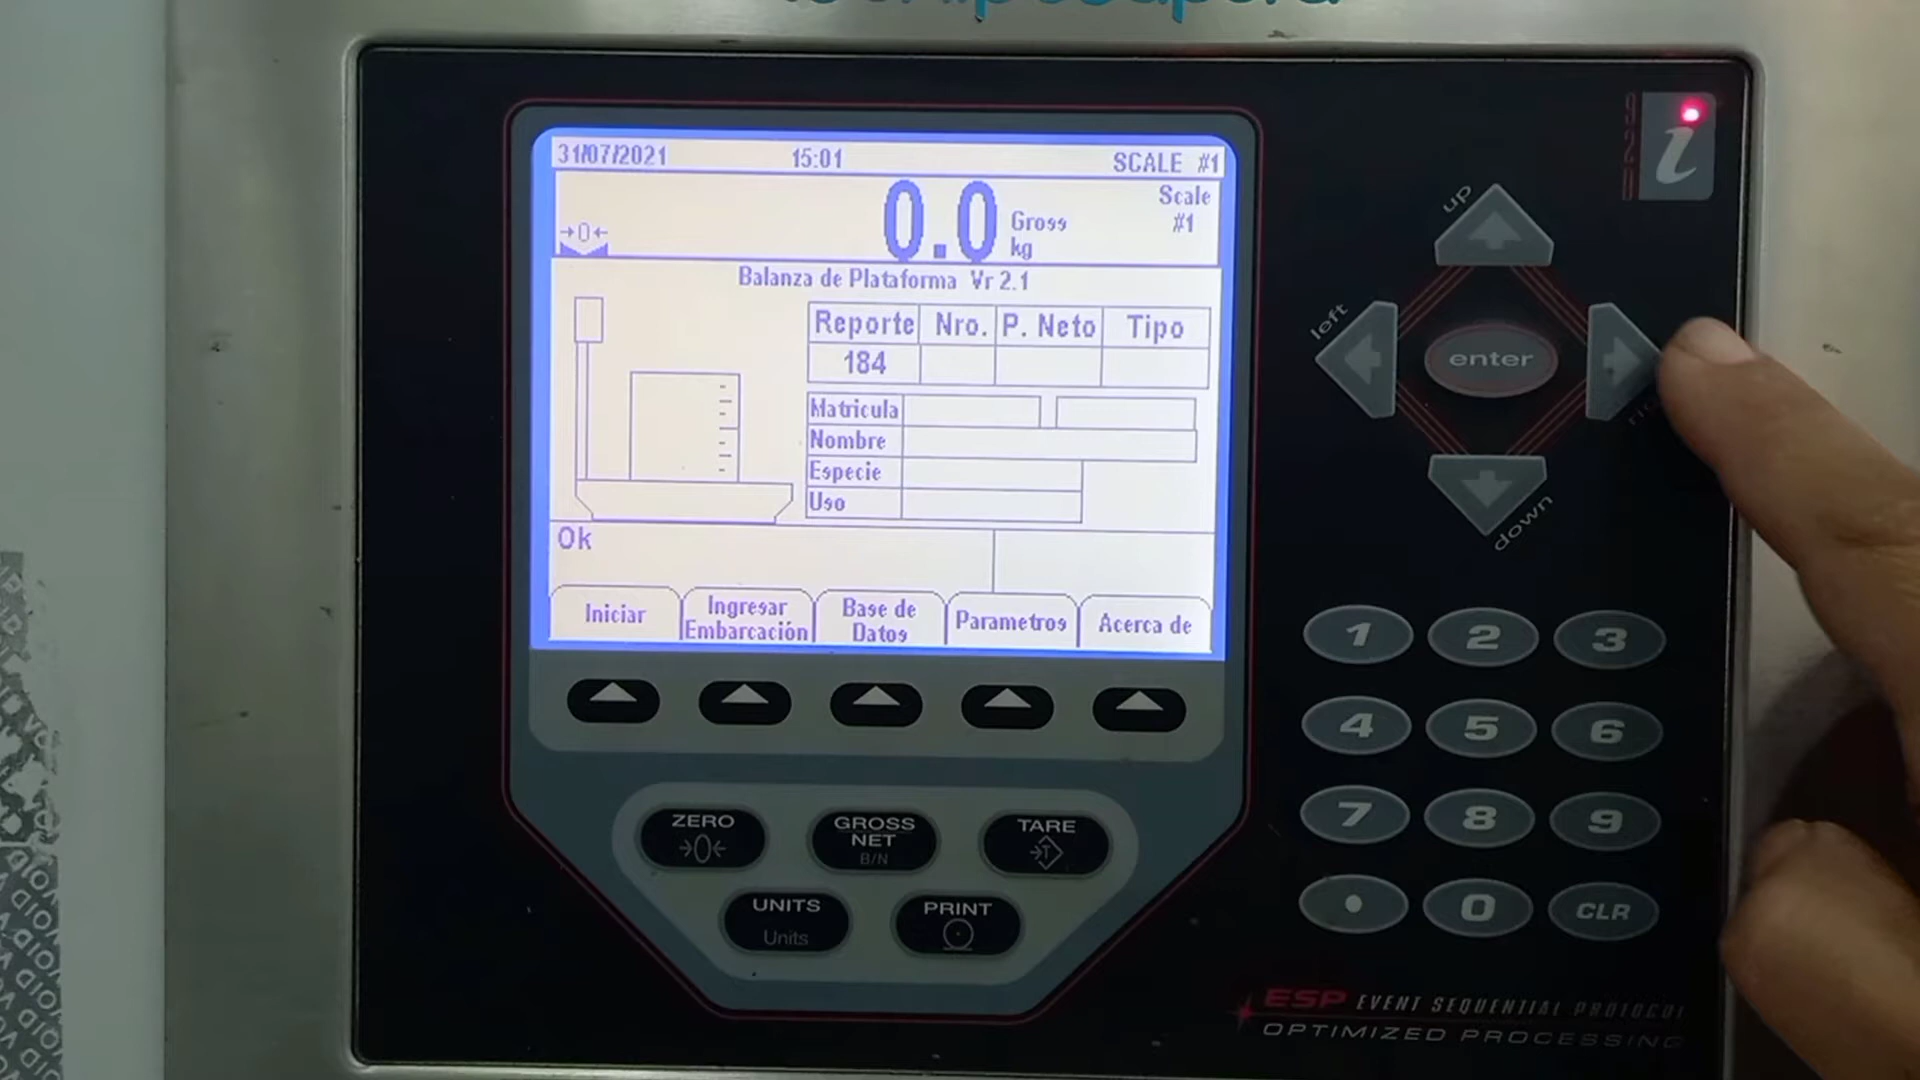 31/07/2021 15:01 SCALE #1
0.0 Gross kg
Scale #1
→0←
Balanza de Plataforma Vr 2.1
Reporte Nro. P. Neto Tipo
184
Matricula
Nombre
Especie
Uso
Ok
Iniciar Ingresar Embarcación Base de Datos Parametros Acerca de
ZERO →0←
GROSS NET B/N
TARE →T←
UNITS Units
PRINT
i
up
left
enter
down
1 2 3
4 5 6
7 8 9
. 0 CLR
ESP EVENT SEQUENTIAL PROTOCOL
OPTIMIZED PROCESSING